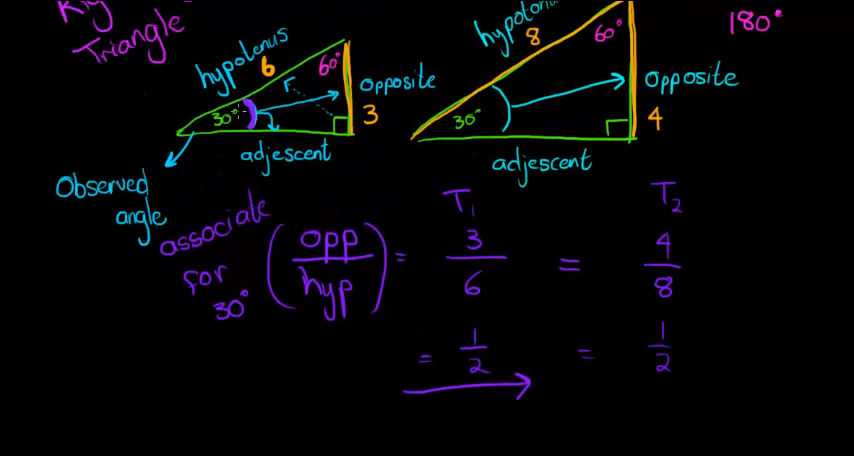 Triangle
hypotenus
6
60°
30°
Opposite
3
adjescent
Observed
angle
hypotenu
8
60°
30°
Opposite
4
adjescent
180°
associate
for
30°
(opp/hyp) =
T₁
3/6
=
T₂
4/8
= 1/2
= 1/2